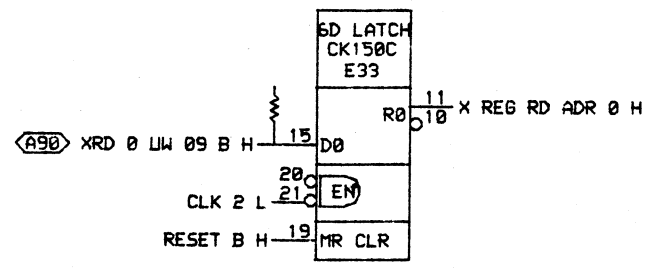 6D LATCH
CK150C
E33
R0
11
X REG RD ADR 0 H
10
A90
XRD 0 UW 09 B H
15
D0
20
21
EN
CLK 2 L
RESET B H
19
MR CLR